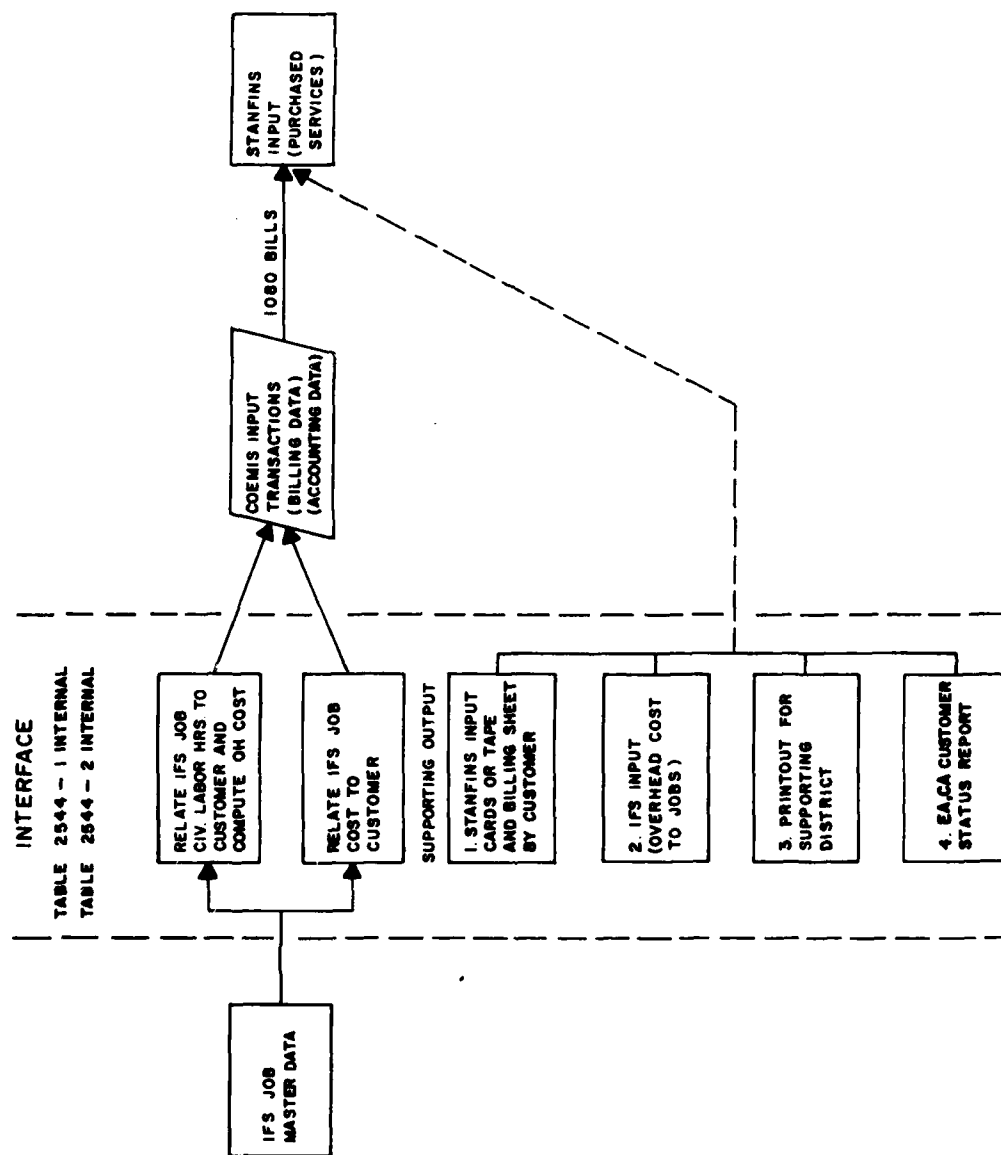 INTERFACE
TABLE 2544 - 1 INTERNAL
TABLE 2544 - 2 INTERNAL
IFS JOB
MASTER DATA
RELATE IFS JOB
CIV. LABOR HRS. TO
CUSTOMER AND
COMPUTE OH COST
RELATE IFS JOB
COST TO
CUSTOMER
COEMIS INPUT
TRANSACTIONS
(BILLING DATA)
(ACCOUNTING DATA)
1080 BILLS
STANFINS
INPUT
(PURCHASED
SERVICES)
SUPPORTING OUTPUT
1. STANFINS INPUT
CARDS OR TAPE
AND BILLING SHEET
BY CUSTOMER
2. IFS INPUT
(OVERHEAD COST
TO JOBS)
3. PRINTOUT FOR
SUPPORTING
DISTRICT
4. EA,CA CUSTOMER
STATUS REPORT